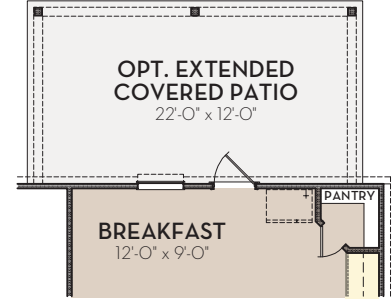 OPT. EXTENDED
COVERED PATIO
22'-0" x 12'-0"
PANTRY
BREAKFAST
12'-0" x 9'-0"